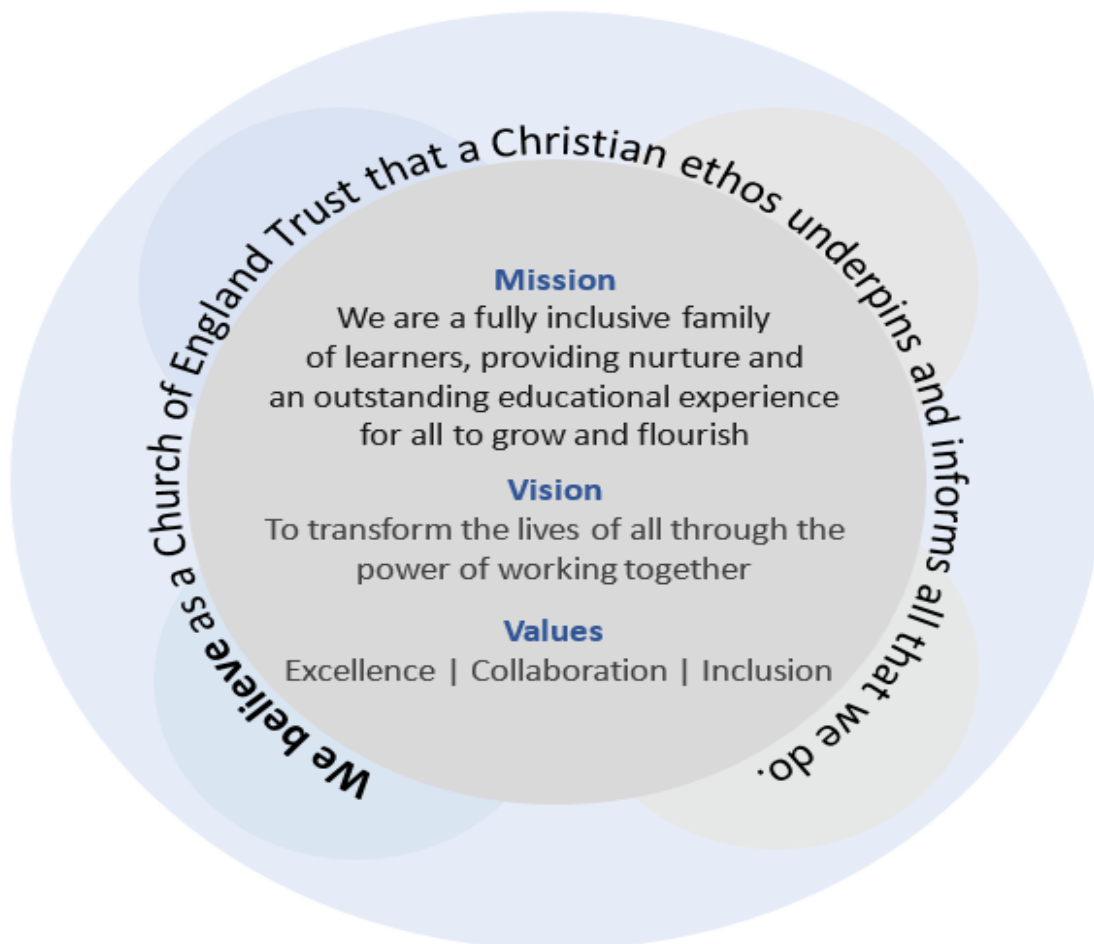 We believe as a Church of England Trust that a Christian ethos underpins and informs all that we do.
Mission
We are a fully inclusive family
of learners, providing nurture and
an outstanding educational experience
for all to grow and flourish
Vision
To transform the lives of all through the
power of working together
Values
Excellence | Collaboration | Inclusion